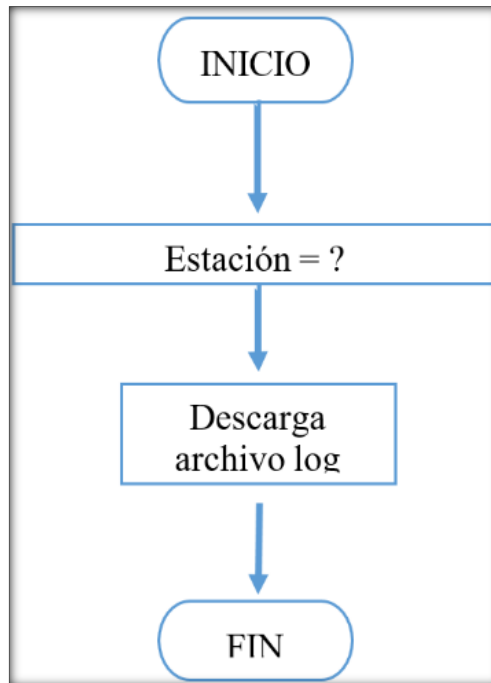 INICIO
Estación = ?
Descarga
archivo log
FIN